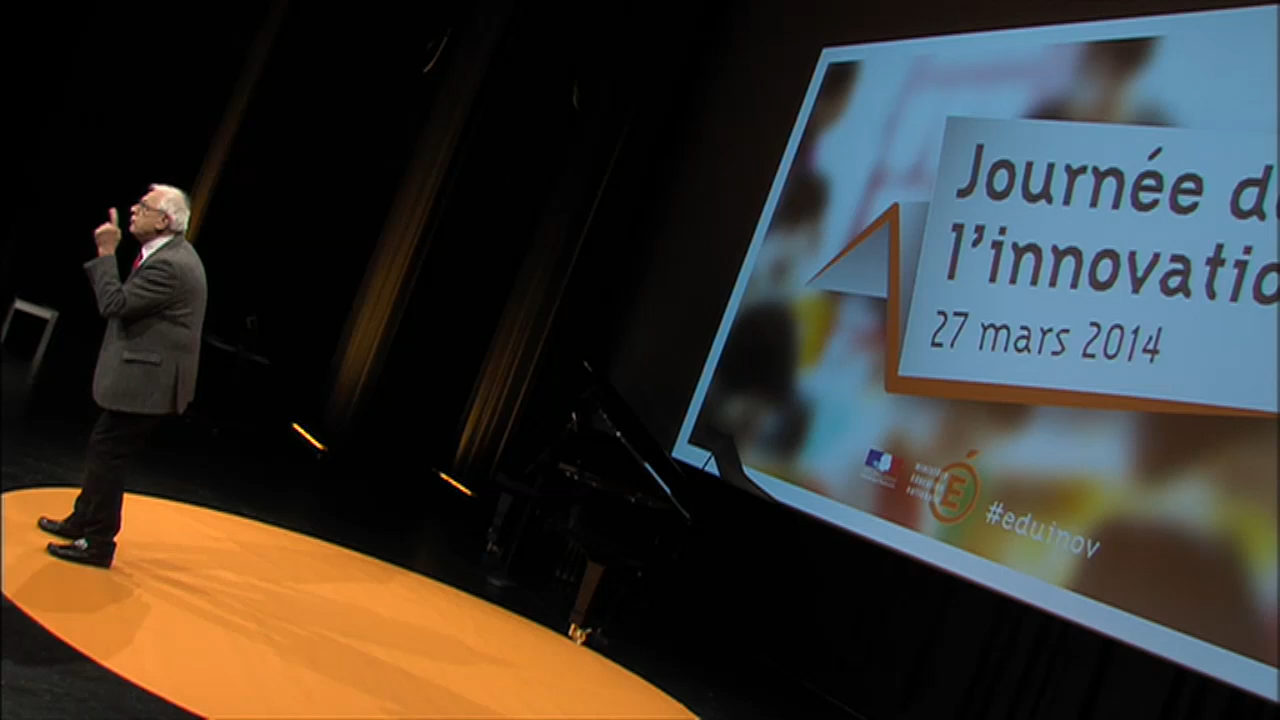 Journée d
l'innovatio
27 mars 2014
É
#eduinov